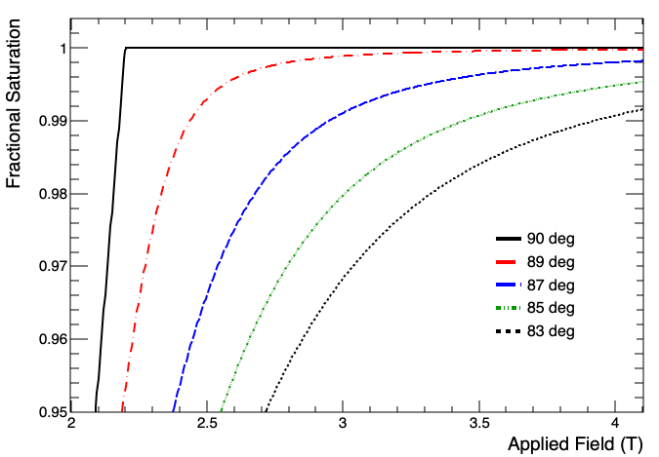 Fractional Saturation
1
0.99
0.98
0.97
0.96
0.95
90 deg
89 deg
87 deg
85 deg
83 deg
2 2.5 3 3.5 4
Applied Field (T)